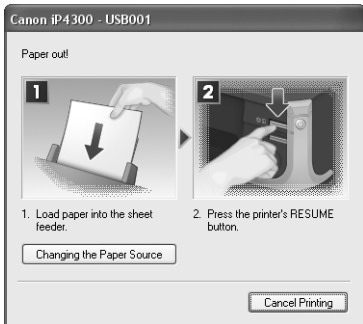 Canon iP4300 - USB001
Paper out!
1
2
1. Load paper into the sheet
feeder.
2. Press the printer's RESUME
button.
Changing the Paper Source
Cancel Printing